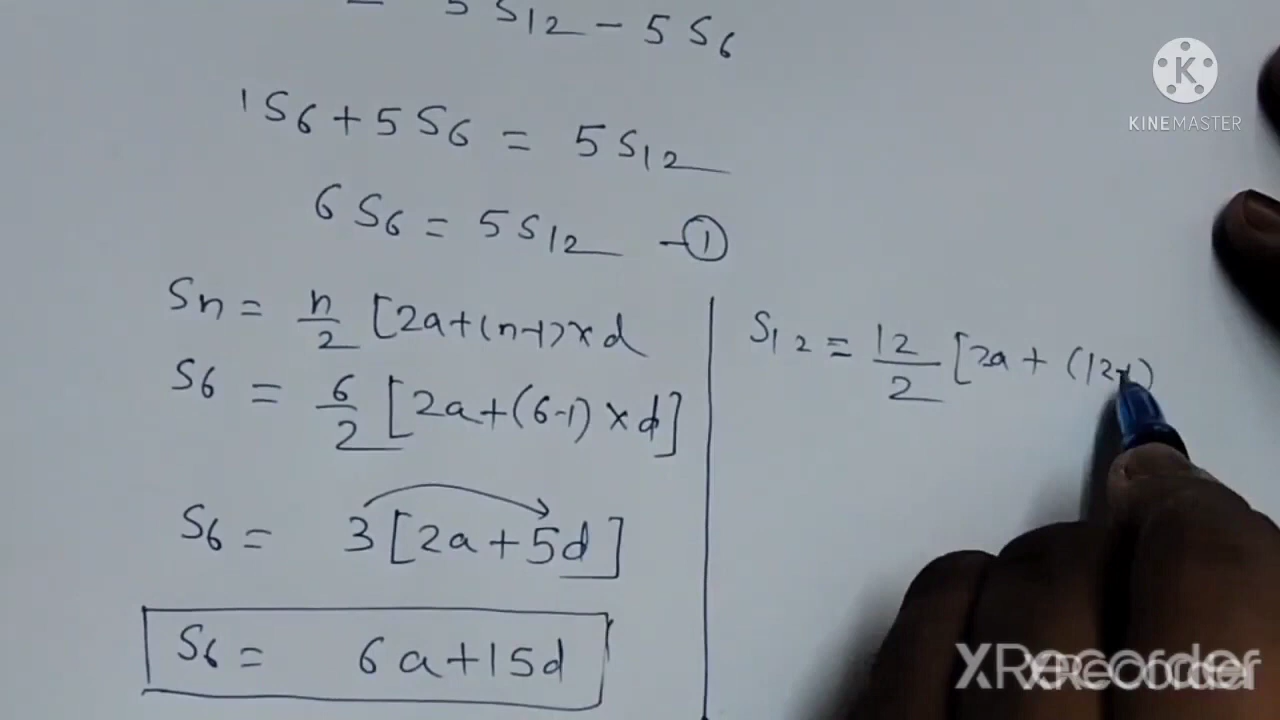 = 5 S12 - 5 S6
1S6 + 5 S6 = 5 S12
6 S6 = 5 S12 - ①
Sn = n/2 [2a+(n-1)×d
S6 = 6/2 [2a+(6-1)×d]
S6 = 3[2a+5d]
S6 = 6a+15d
S12 = 12/2 [2a + (12-1)
K
KINEMASTER
XRecorder
XRecorder